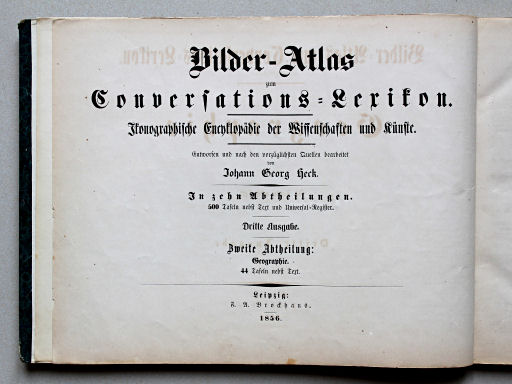 Bilder-Atlas
zum
Conversations-Lexikon.
Ikonographische Encyklopädie der Wissenschaften und Künste.
Entworfen und nach den vorzüglichsten Quellen bearbeitet
von
Johann Georg Heck.
In zehn Abtheilungen.
500 Tafeln nebst Text und Universal-Register.
Dritte Ausgabe.
Zweite Abtheilung:
Geographie.
44 Tafeln nebst Text.
Leipzig:
F. A. Brockhaus.
1856.